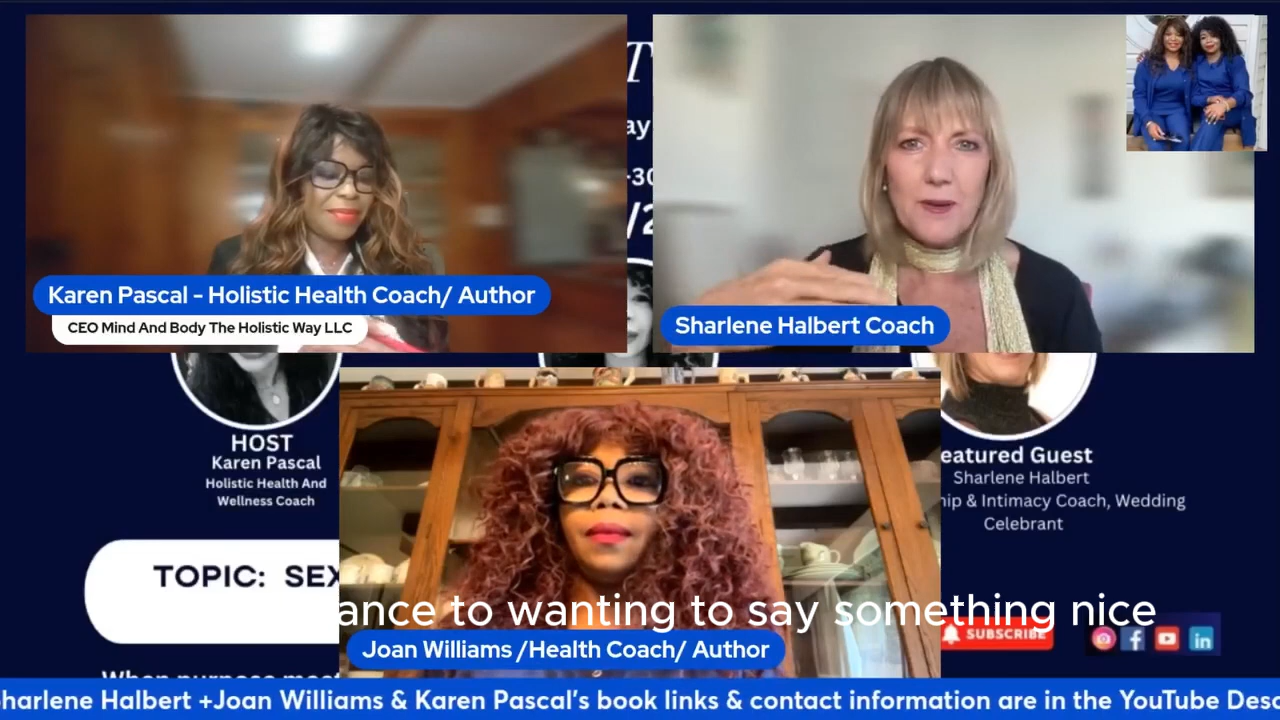 Karen Pascal - Holistic Health Coach/ Author
CEO Mind And Body The Holistic Way LLC
Sharlene Halbert Coach
HOST
Karen Pascal
Holistic Health And
Wellness Coach
eatured Guest
Sharlene Halbert
ip & Intimacy Coach, Wedding
Celebrant
TOPIC: SEX
ance to wanting to say something nice
SUBSCRIBE
Joan Williams /Health Coach/ Author
harlene Halbert +Joan Williams & Karen Pascal's book links & contact information are in the YouTube Desc